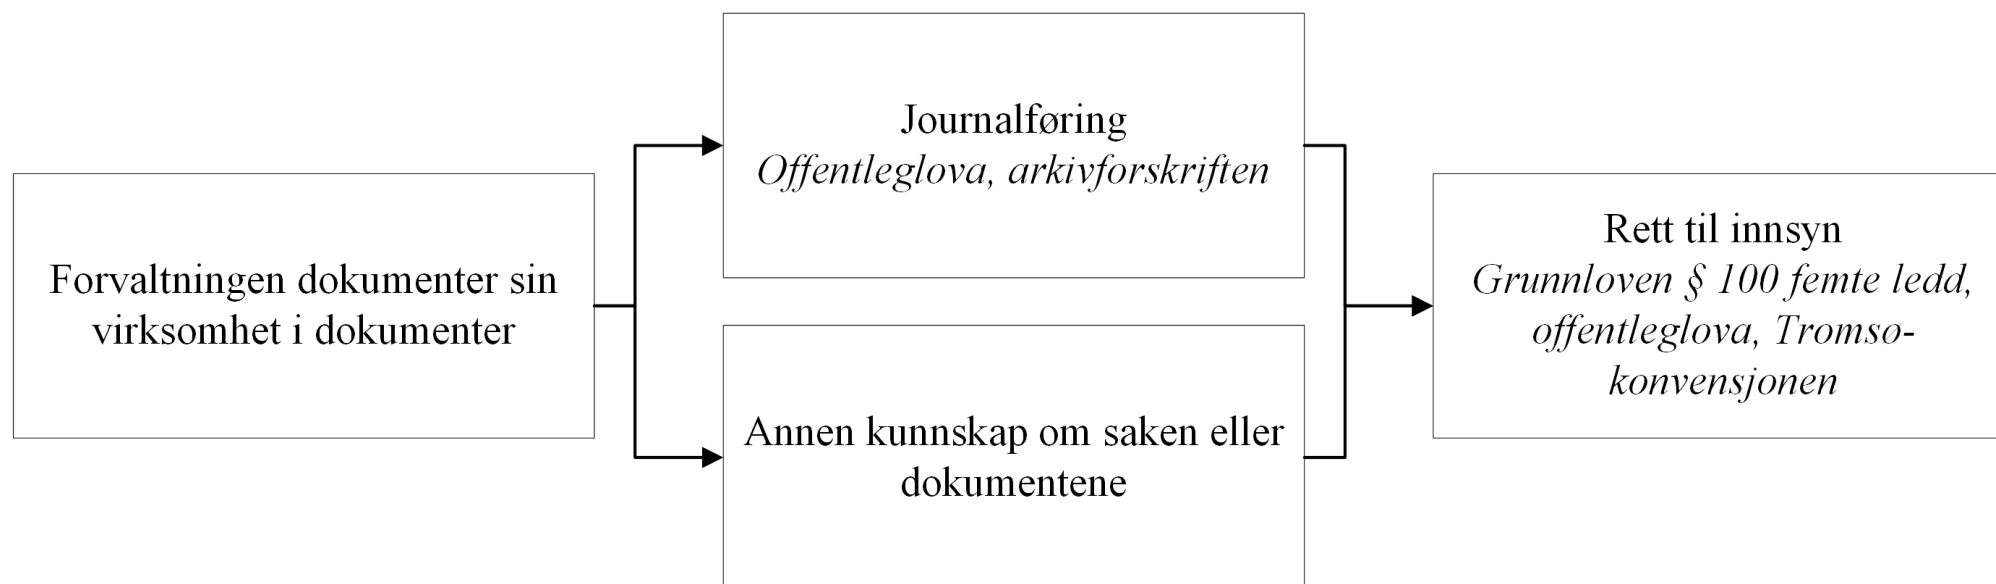 Forvaltningen dokumenter sin
virksomhet i dokumenter
Journalføring
Offentleglova, arkivforskriften
Annen kunnskap om saken eller
dokumentene
Rett til innsyn
Grunnloven § 100 femte ledd,
offentleglova, Tromsø-
konvensjonen